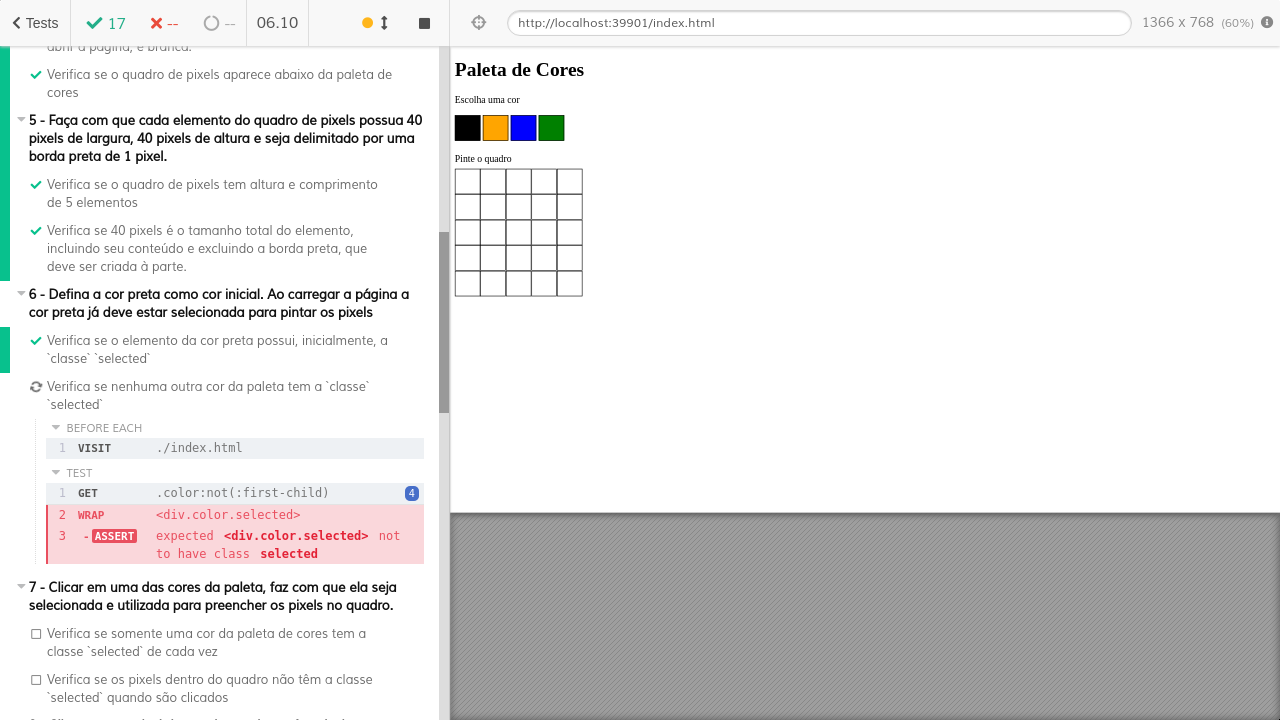 Tests
17
--
--
06.10
http://localhost:39901/index.html
1366 x 768 (60%)
abrir a página, é branca.
Verifica se o quadro de pixels aparece abaixo da paleta de
cores
5 - Faça com que cada elemento do quadro de pixels possua 40
pixels de largura, 40 pixels de altura e seja delimitado por uma
borda preta de 1 pixel.
Verifica se o quadro de pixels tem altura e comprimento
de 5 elementos
Verifica se 40 pixels é o tamanho total do elemento,
incluindo seu conteúdo e excluindo a borda preta, que
deve ser criada à parte.
6 - Defina a cor preta como cor inicial. Ao carregar a página a
cor preta já deve estar selecionada para pintar os pixels
Verifica se o elemento da cor preta possui, inicialmente, a
`classe` `selected`
Verifica se nenhuma outra cor da paleta tem a `classe`
`selected`
BEFORE EACH
1 VISIT ./index.html
TEST
1 GET .color:not(:first-child) 4
2 WRAP <div.color.selected>
3 -ASSERT expected <div.color.selected> not
to have class selected
7 - Clicar em uma das cores da paleta, faz com que ela seja
selecionada e utilizada para preencher os pixels no quadro.
Verifica se somente uma cor da paleta de cores tem a
classe `selected` de cada vez
Verifica se os pixels dentro do quadro não têm a classe
`selected` quando são clicados
Paleta de Cores
Escolha uma cor
Pinte o quadro